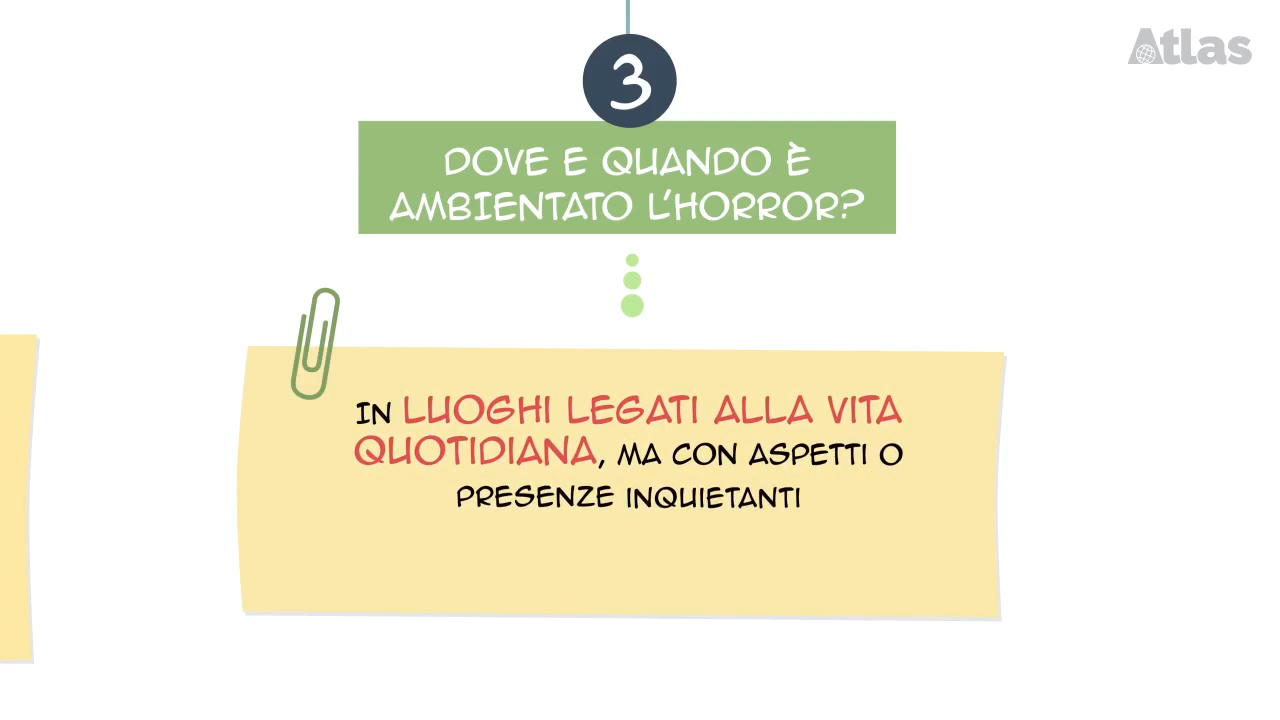 Atlas
3
DOVE E QUANDO È
AMBIENTATO L'HORROR?
IN LUOGHI LEGATI ALLA VITA
QUOTIDIANA, MA CON ASPETTI O
PRESENZE INQUIETANTI